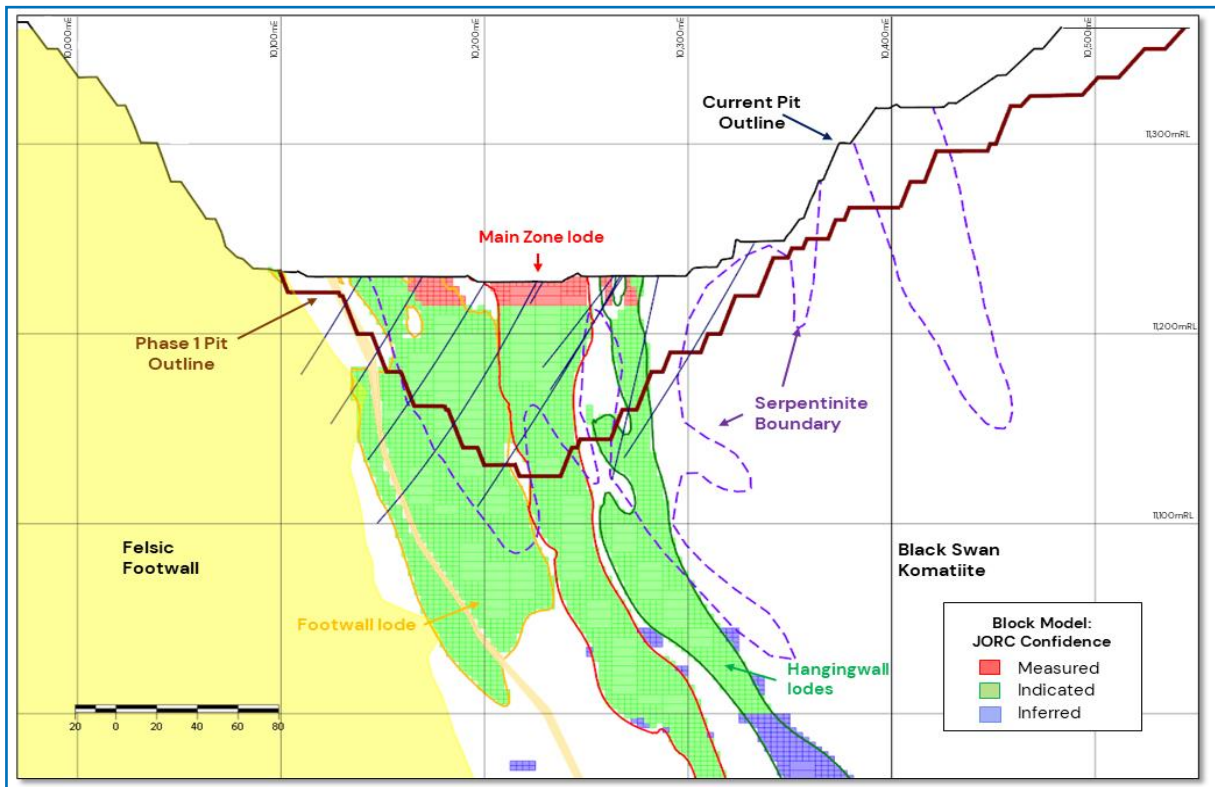 10,000mE
10,100mE
10,200mE
10,300mE
10,400mE
10,500mE
Current Pit
Outline
11,300mRL
Main Zone lode
Phase 1 Pit
Outline
11,200mRL
Serpentinite
Boundary
11,100mRL
Felsic
Footwall
Black Swan
Komatiite
Footwall lode
Hangingwall
lodes
Block Model:
JORC Confidence
Measured
Indicated
Inferred
20 0 20 40 60 80